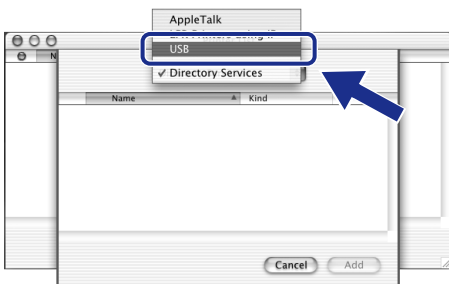 AppleTalk
USB
✓ Directory Services
N
Name
Kind
Cancel
Add